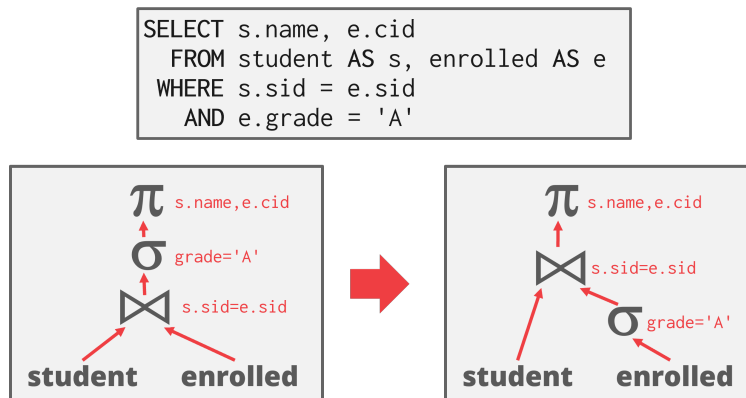 SELECT s.name, e.cid
FROM student AS s, enrolled AS e
WHERE s.sid = e.sid
AND e.grade = 'A'
π s.name,e.cid
σ grade='A'
⋈ s.sid=e.sid
student enrolled
π s.name,e.cid
⋈ s.sid=e.sid
σ grade='A'
student enrolled